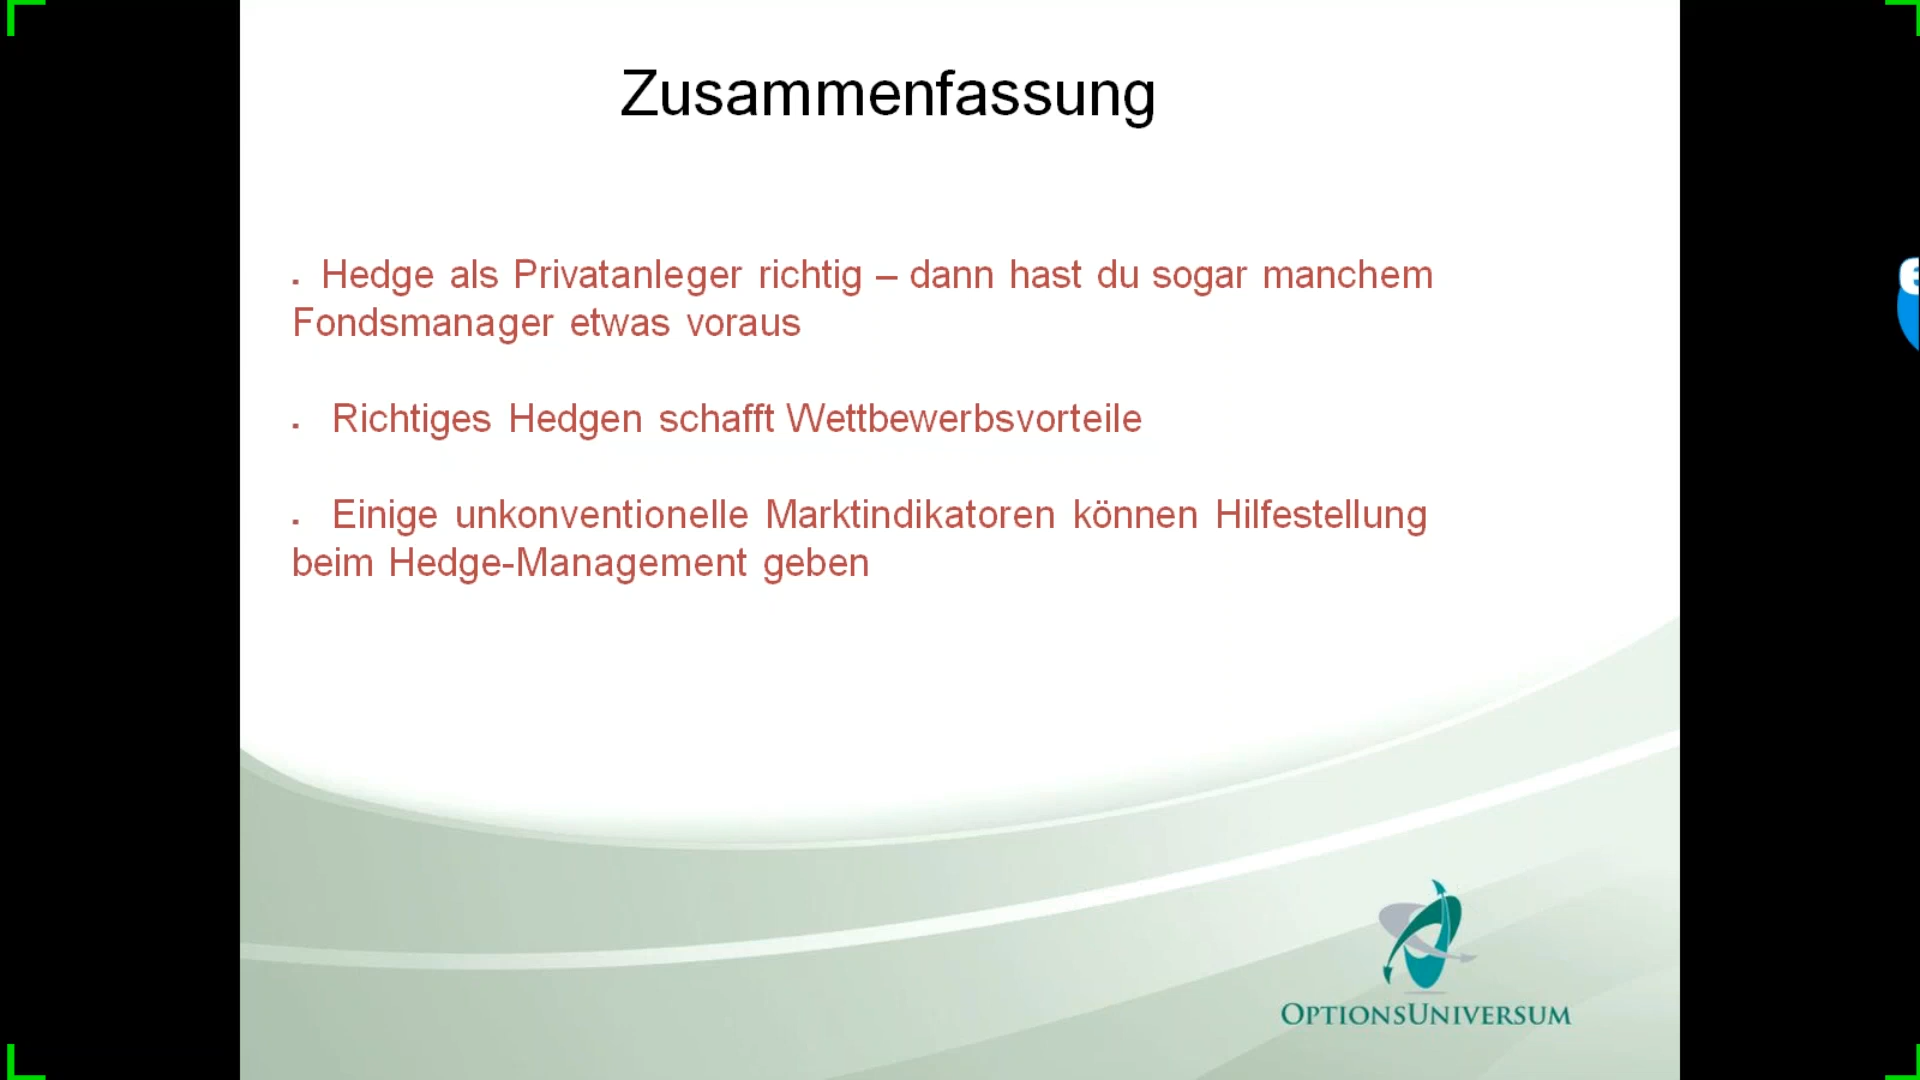 Zusammenfassung
▪ Hedge als Privatanleger richtig – dann hast du sogar manchem
Fondsmanager etwas voraus
▪ Richtiges Hedgen schafft Wettbewerbsvorteile
▪ Einige unkonventionelle Marktindikatoren können Hilfestellung
beim Hedge-Management geben
OPTIONSUNIVERSUM